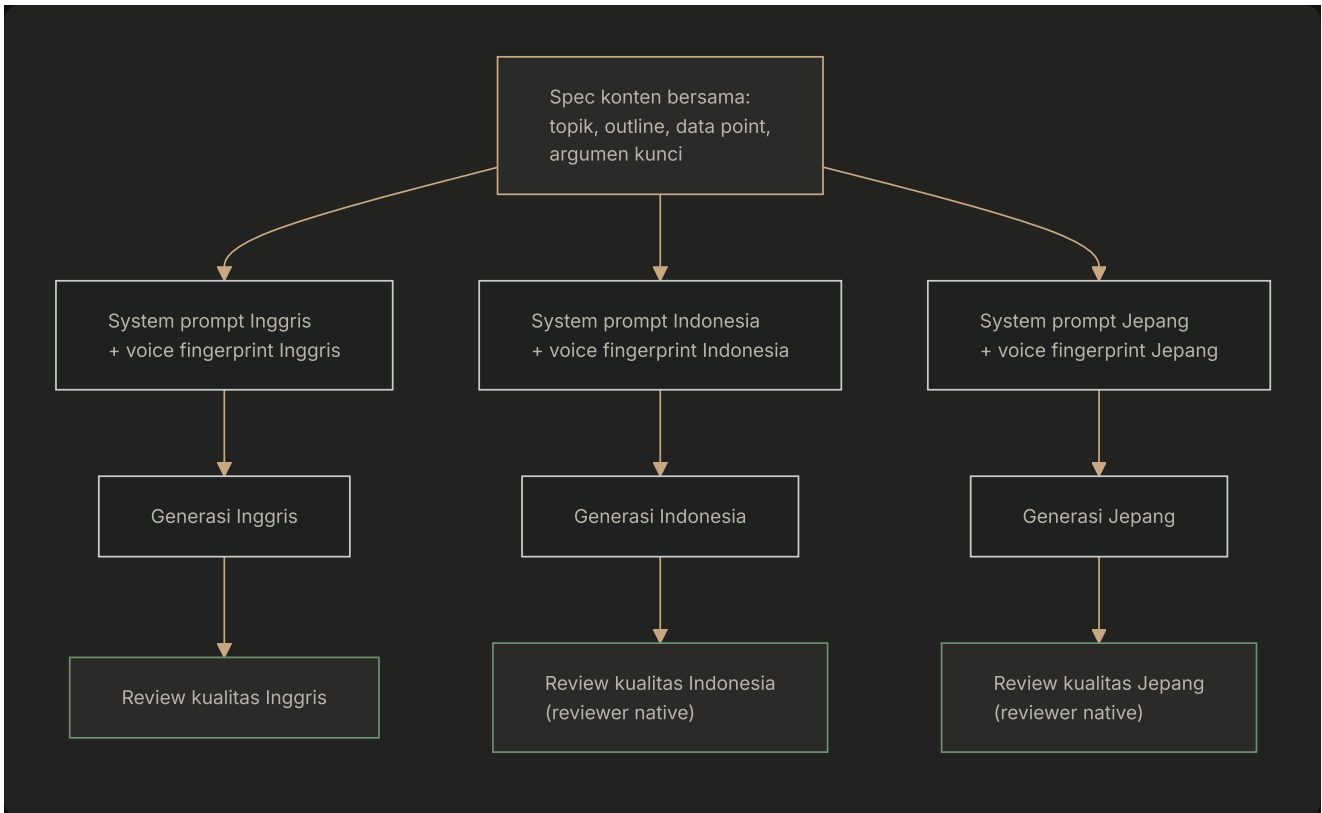 Spec konten bersama:
topik, outline, data point,
argumen kunci
System prompt Inggris
+ voice fingerprint Inggris
System prompt Indonesia
+ voice fingerprint Indonesia
System prompt Jepang
+ voice fingerprint Jepang
Generasi Inggris
Generasi Indonesia
Generasi Jepang
Review kualitas Inggris
Review kualitas Indonesia
(reviewer native)
Review kualitas Jepang
(reviewer native)